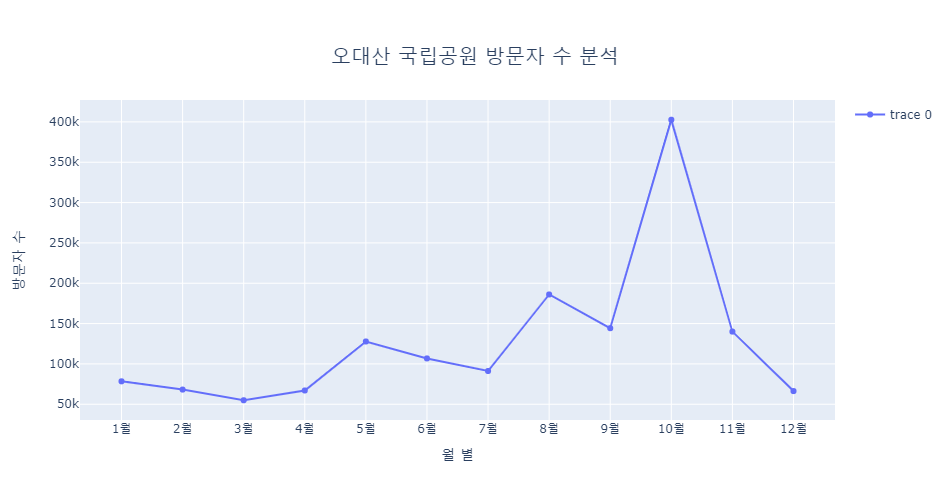 오대산 국립공원 방문자 수 분석
trace 0
방문자 수
400k
350k
300k
250k
200k
150k
100k
50k
1월 2월 3월 4월 5월 6월 7월 8월 9월 10월 11월 12월
월 별